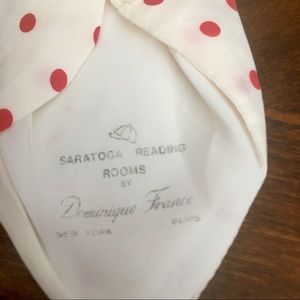 SARATOGA READING
ROOMS
BY
Dominique France
NEW YORK PARIS